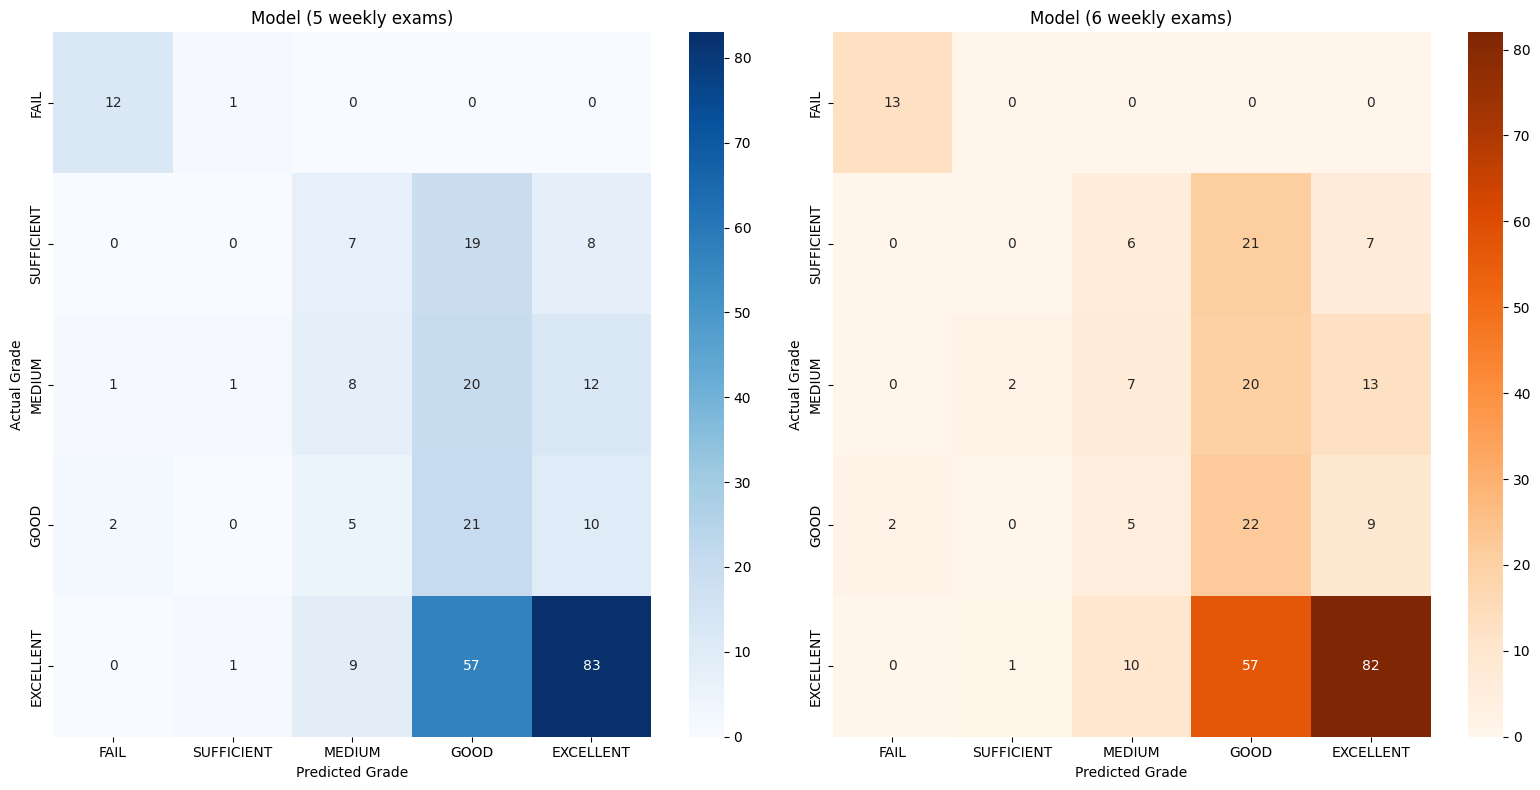 Model (5 weekly exams)
Actual Grade
FAIL
12 1 0 0 0
SUFFICIENT
0 0 7 19 8
MEDIUM
1 1 8 20 12
GOOD
2 0 5 21 10
EXCELLENT
0 1 9 57 83
FAIL SUFFICIENT MEDIUM GOOD EXCELLENT
Predicted Grade
80
70
60
50
40
30
20
10
0
Model (6 weekly exams)
Actual Grade
FAIL
13 0 0 0 0
SUFFICIENT
0 0 6 21 7
MEDIUM
0 2 7 20 13
GOOD
2 0 5 22 9
EXCELLENT
0 1 10 57 82
FAIL SUFFICIENT MEDIUM GOOD EXCELLENT
Predicted Grade
80
70
60
50
40
30
20
10
0